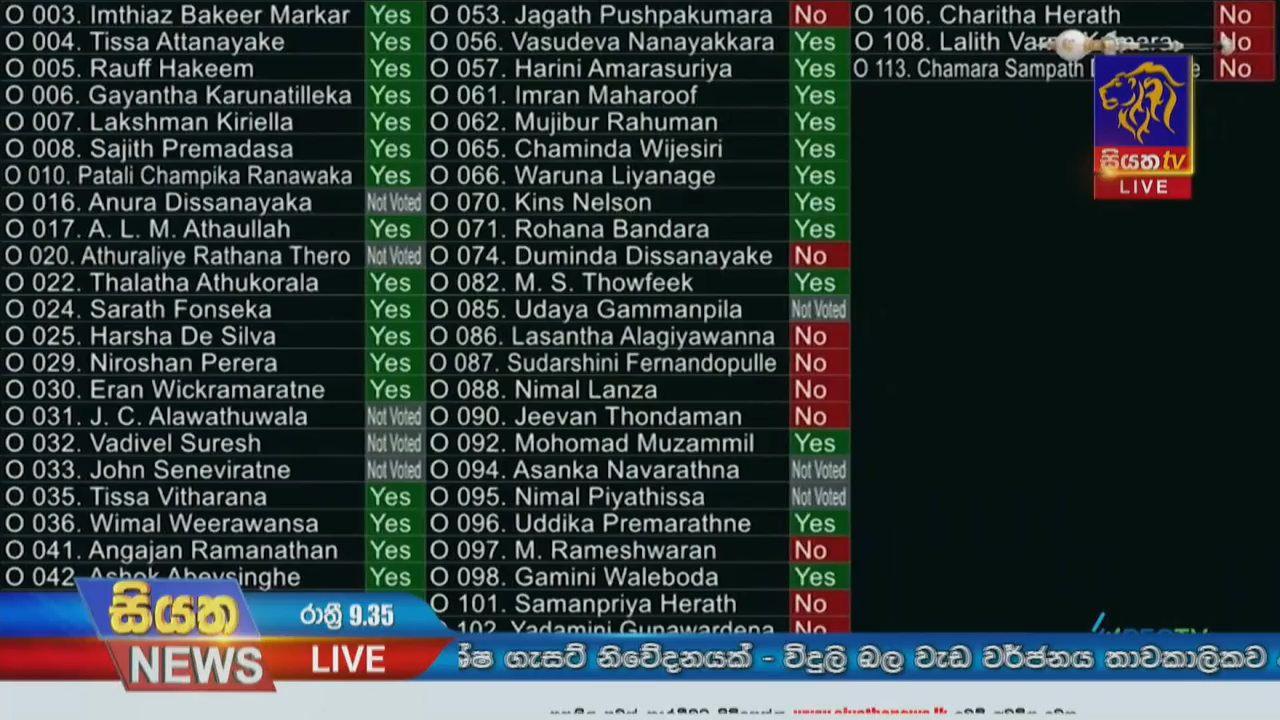 O 003. Imthiaz Bakeer Markar Yes
O 004. Tissa Attanayake Yes
O 005. Rauff Hakeem Yes
O 006. Gayantha Karunatilleka Yes
O 007. Lakshman Kiriella Yes
O 008. Sajith Premadasa Yes
O 010. Patali Champika Ranawaka Yes
O 016. Anura Dissanayaka Not Voted
O 017. A. L. M. Athaullah Yes
O 020. Athuraliye Rathana Thero Not Voted
O 022. Thalatha Athukorala Yes
O 024. Sarath Fonseka Yes
O 025. Harsha De Silva Yes
O 029. Niroshan Perera Yes
O 030. Eran Wickramaratne Yes
O 031. J. C. Alawathuwala Not Voted
O 032. Vadivel Suresh Not Voted
O 033. John Seneviratne Not Voted
O 035. Tissa Vitharana Yes
O 036. Wimal Weerawansa Yes
O 041. Angajan Ramanathan Yes
O 042. Ashok Abeysinghe Yes
O 053. Jagath Pushpakumara No
O 056. Vasudeva Nanayakkara Yes
O 057. Harini Amarasuriya Yes
O 061. Imran Maharoof Yes
O 062. Mujibur Rahuman Yes
O 065. Chaminda Wijesiri Yes
O 066. Waruna Liyanage Yes
O 070. Kins Nelson Yes
O 071. Rohana Bandara Yes
O 074. Duminda Dissanayake No
O 082. M. S. Thowfeek Yes
O 085. Udaya Gammanpila Not Voted
O 086. Lasantha Alagiyawanna No
O 087. Sudarshini Fernandopulle No
O 088. Nimal Lanza No
O 090. Jeevan Thondaman No
O 092. Mohomad Muzammil Yes
O 094. Asanka Navarathna Not Voted
O 095. Nimal Piyathissa Not Voted
O 096. Uddika Premarathne Yes
O 097. M. Rameshwaran No
O 098. Gamini Waleboda Yes
O 101. Samanpriya Herath No
102. Yadamini Gunawardena No
O 106. Charitha Herath No
O 108. Lalith Varna Kumara No
O 113. Chamara Sampath No
සියත tv
LIVE
සියත රාත්‍රී 9.35
NEWS LIVE
ගැසට් නිවේදනයක් - විදුලි බල වැඩ වර්ජනය තාවකාලිකව